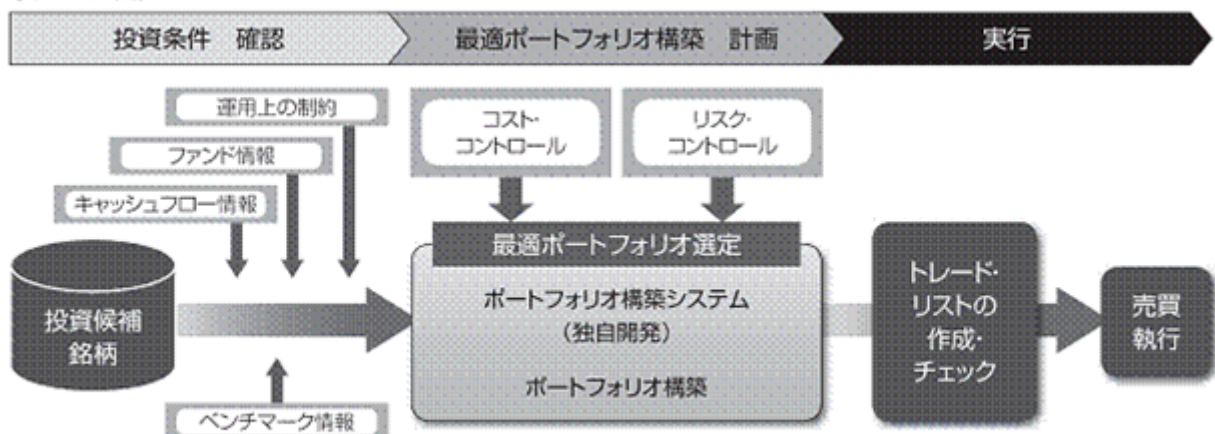 投資条件 確認
最適ポートフォリオ構築 計画
実行
運用上の制約
ファンド情報
キャッシュフロー情報
コスト・
コントロール
リスク・
コントロール
投資候補
銘柄
最適ポートフォリオ選定
ポートフォリオ構築システム
（独自開発）
ポートフォリオ構築
トレード・
リストの
作成・
チェック
売買
執行
ベンチマーク情報